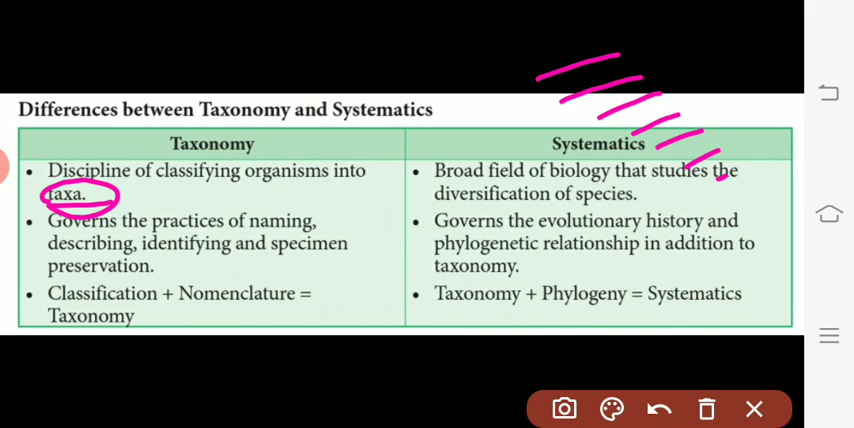 Differences between Taxonomy and Systematics
Taxonomy
Systematics
• Discipline of classifying organisms into
taxa.
• Governs the practices of naming,
describing, identifying and specimen
preservation.
• Classification + Nomenclature =
Taxonomy
• Broad field of biology that studies the
diversification of species.
• Governs the evolutionary history and
phylogenetic relationship in addition to
taxonomy.
• Taxonomy + Phylogeny = Systematics